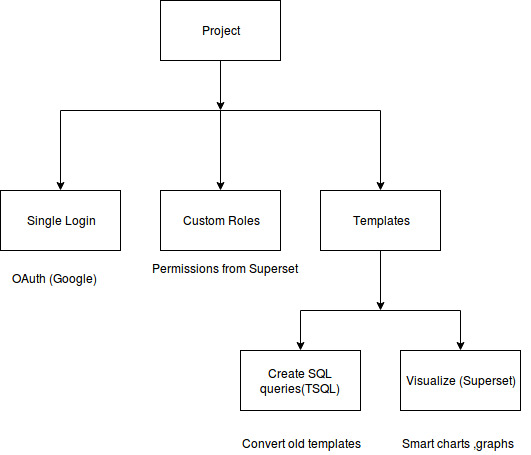 Project
Single Login
Custom Roles
Templates
OAuth (Google)
Permissions from Superset
Create SQL
queries(TSQL)
Visualize (Superset)
Convert old templates
Smart charts ,graphs